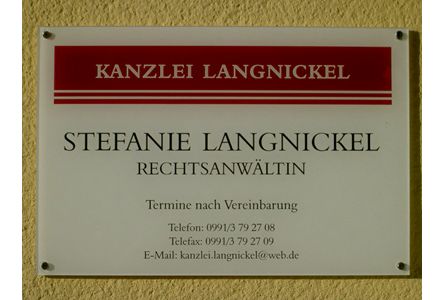 KANZLEI LANGNICKEL
STEFANIE LANGNICKEL
RECHTSANWÄLTIN
Termine nach Vereinbarung
Telefon: 0991/3 79 27 08
Telefax: 0991/3 79 27 09
E-Mail: kanzlei.langnickel@web.de